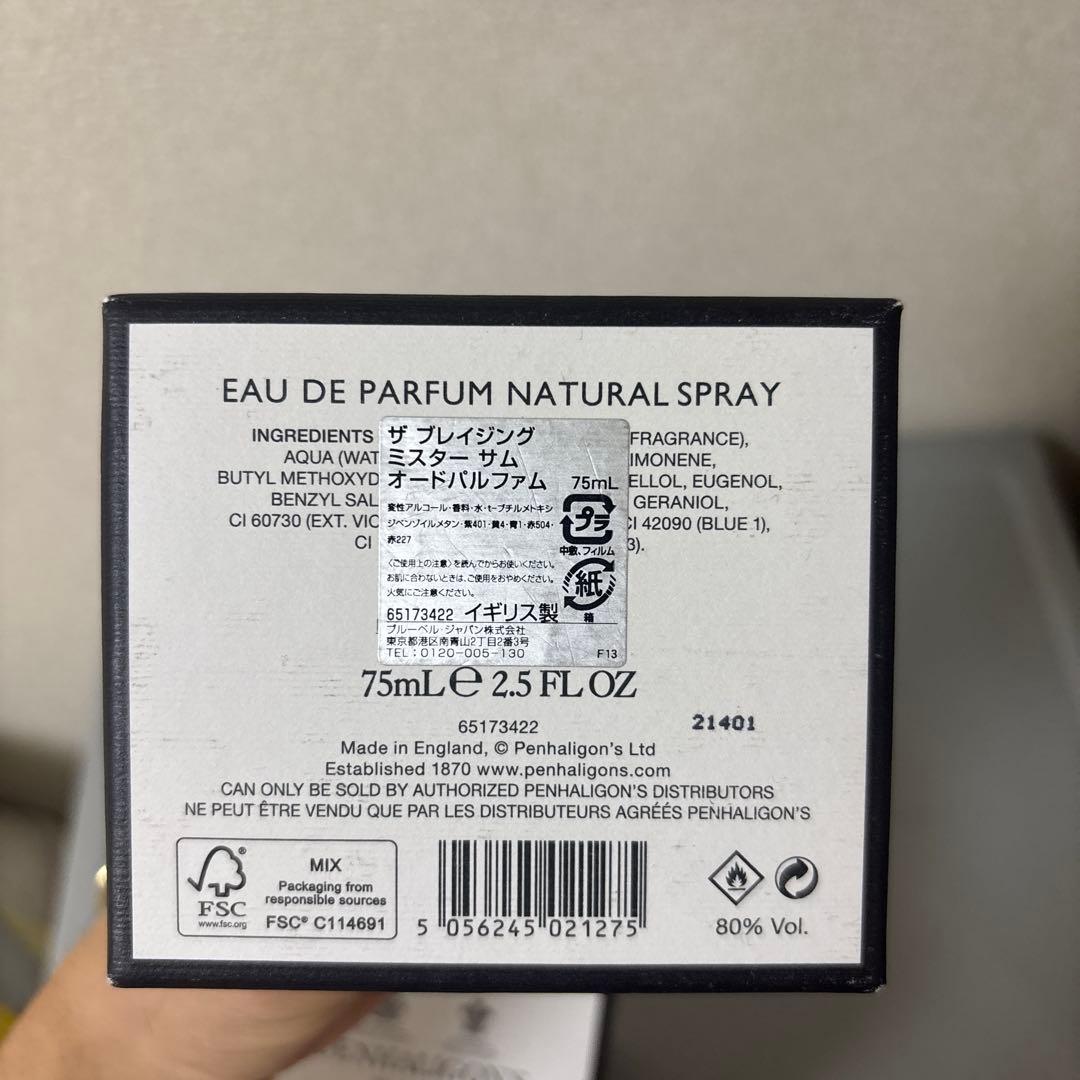 EAU DE PARFUM NATURAL SPRAY
INGREDIENTS FRAGRANCE),
AQUA (WAT IMONENE,
BUTYL METHOXYD ELLOL, EUGENOL,
BENZYL SAL GERANIOL,
CI 60730 (EXT. VIO CI 42090 (BLUE 1),
CI 3).
ザ ブレイジング
ミスター サム
オードパルファム 75mL
変性アルコール・香料・水・t-ブチルメトキシ
ジベンゾイルメタン・紫401・黄4・青1・赤504・
赤227
プラ
中敷、フィルム
〈ご使用上の注意〉を読んでからお使いください。
お肌に合わないときは、ご使用をおやめください。
火気にご注意ください。
紙
箱
65173422 イギリス製
ブルーベル・ジャパン株式会社
東京都港区南青山2丁目2番3号
TEL:0120-005-130 F13
75mL e 2.5 FL OZ
65173422
21401
Made in England, © Penhaligon's Ltd
Established 1870 www.penhaligons.com
CAN ONLY BE SOLD BY AUTHORIZED PENHALIGON'S DISTRIBUTORS
NE PEUT ÊTRE VENDU QUE PAR LES DISTRIBUTEURS AGRÉÉS PENHALIGON'S
FSC®
www.fsc.org
MIX
Packaging from
responsible sources
FSC® C114691
5 056245 021275
80% Vol.